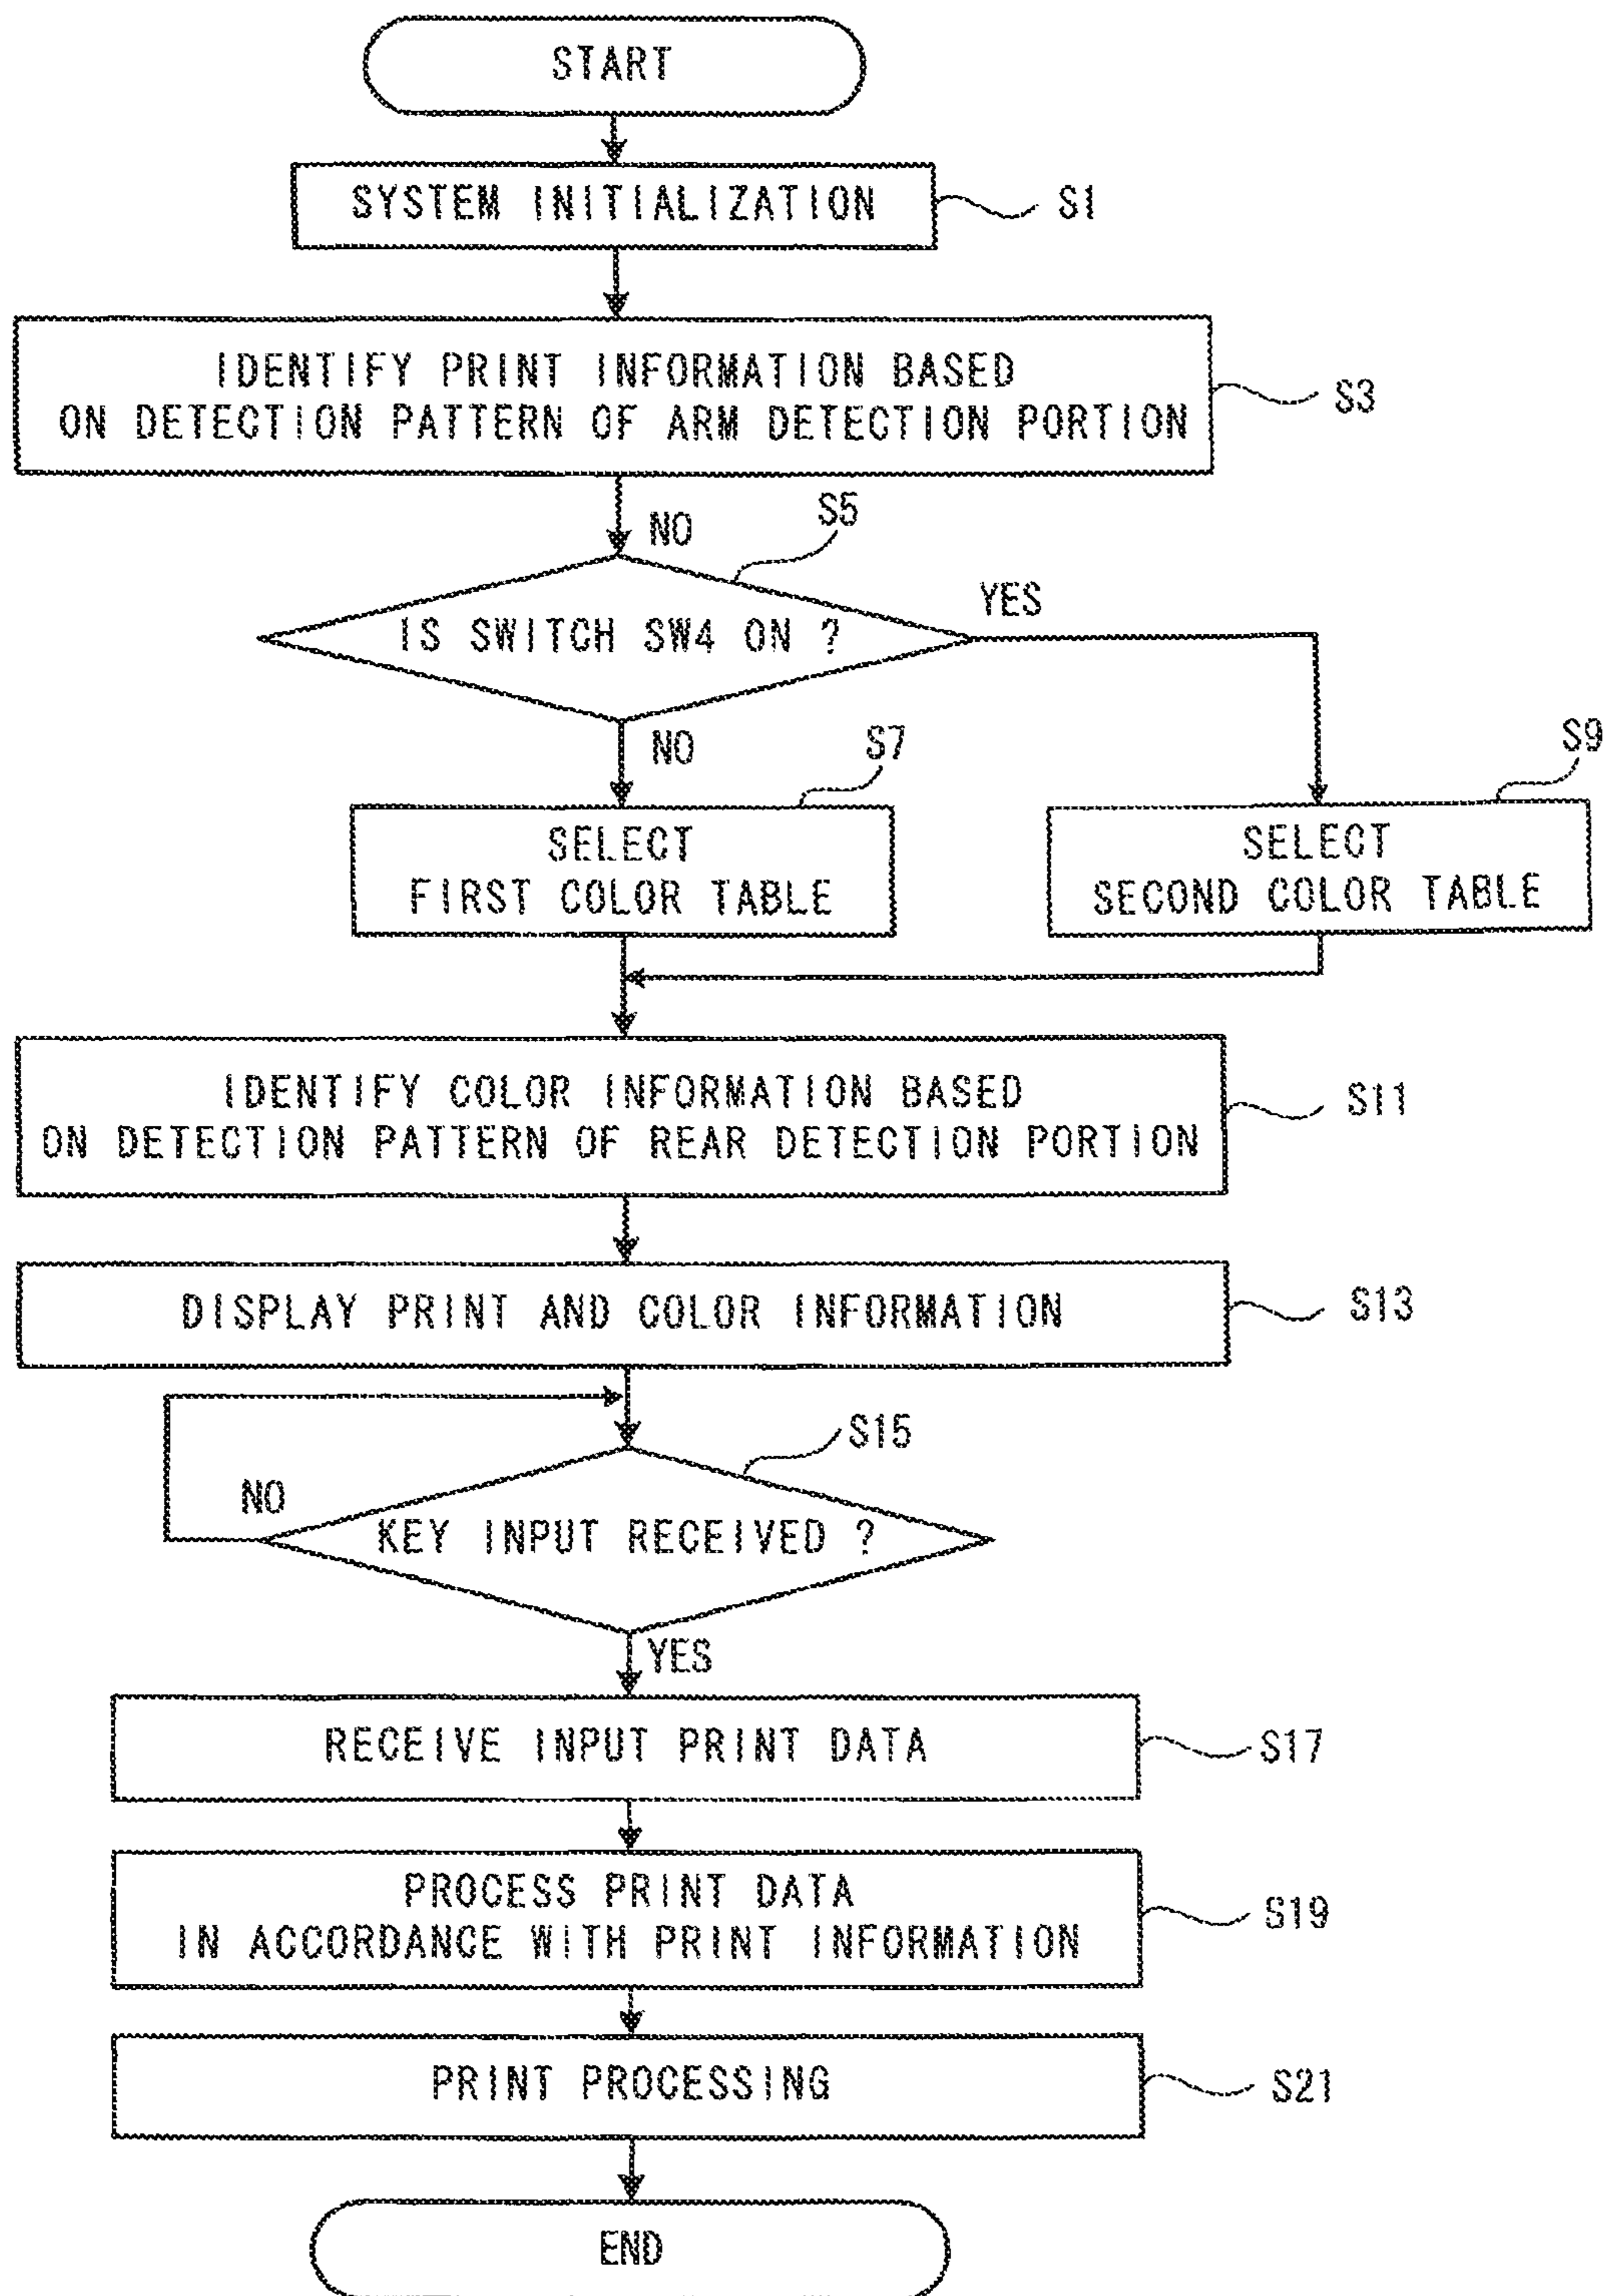 START
SYSTEM INITIALIZATION
S1
IDENTIFY PRINT INFORMATION BASED
ON DETECTION PATTERN OF ARM DETECTION PORTION
S3
NO
S5
IS SWITCH SW4 ON ?
YES
NO
S7
S9
SELECT
FIRST COLOR TABLE
SELECT
SECOND COLOR TABLE
IDENTIFY COLOR INFORMATION BASED
ON DETECTION PATTERN OF REAR DETECTION PORTION
S11
DISPLAY PRINT AND COLOR INFORMATION
S13
S15
NO
KEY INPUT RECEIVED ?
YES
RECEIVE INPUT PRINT DATA
S17
PROCESS PRINT DATA
IN ACCORDANCE WITH PRINT INFORMATION
S19
PRINT PROCESSING
S21
END